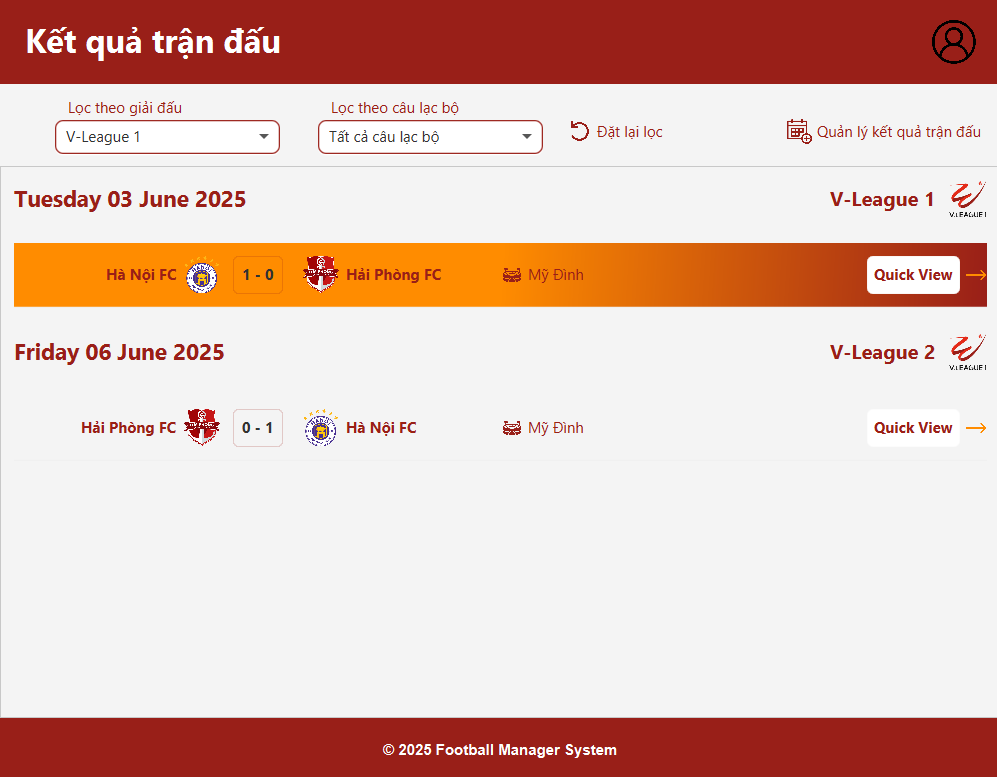 Kết quả trận đấu
Lọc theo giải đấu
Lọc theo câu lạc bộ
V-League 1
Tất cả câu lạc bộ
Đặt lại lọc
Quản lý kết quả trận đấu
Tuesday 03 June 2025
V-League 1
V.LEAGUE 1
Hà Nội FC
1 - 0
Hải Phòng FC
Mỹ Đình
Quick View
Friday 06 June 2025
V-League 2
V.LEAGUE 1
Hải Phòng FC
0 - 1
Hà Nội FC
Mỹ Đình
Quick View
© 2025 Football Manager System